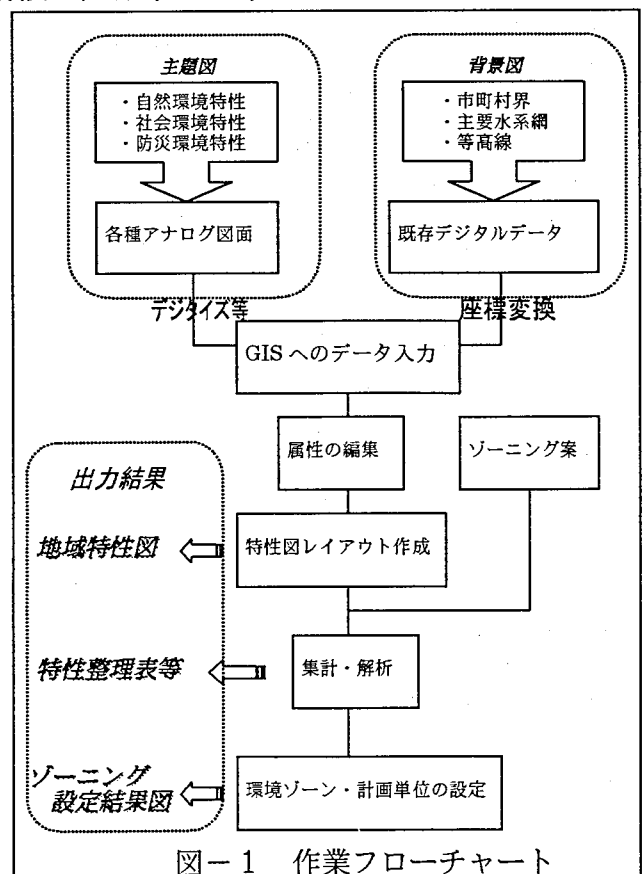 主題図
・自然環境特性
・社会環境特性
・防災環境特性
各種アナログ図面
背景図
・市町村界
・主要水系網
・等高線
既存デジタルデータ
デジタイズ等
座標変換
GIS へのデータ入力
属性の編集
ゾーニング案
出力結果
地域特性図
特性図レイアウト作成
特性整理表等
集計・解析
ゾーニング
設定結果図
環境ゾーン・計画単位の設定
図－1 作業フローチャート